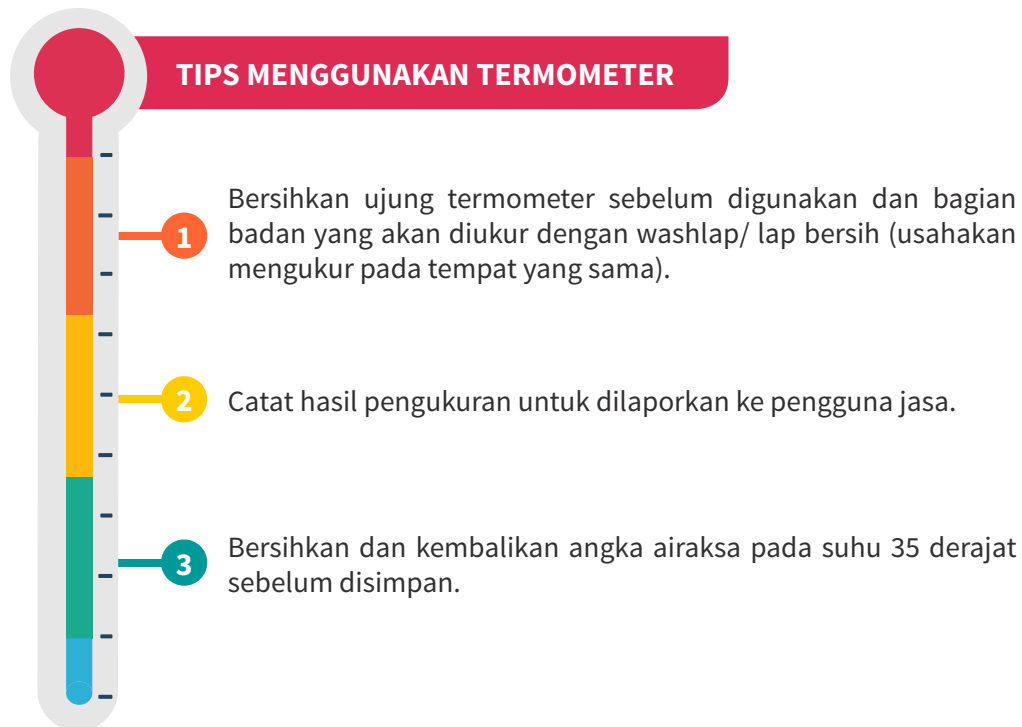 TIPS MENGGUNAKAN TERMOMETER
1
Bersihkan ujung termometer sebelum digunakan dan bagian
badan yang akan diukur dengan washlap/ lap bersih (usahakan
mengukur pada tempat yang sama).
2
Catat hasil pengukuran untuk dilaporkan ke pengguna jasa.
3
Bersihkan dan kembalikan angka airaksa pada suhu 35 derajat
sebelum disimpan.